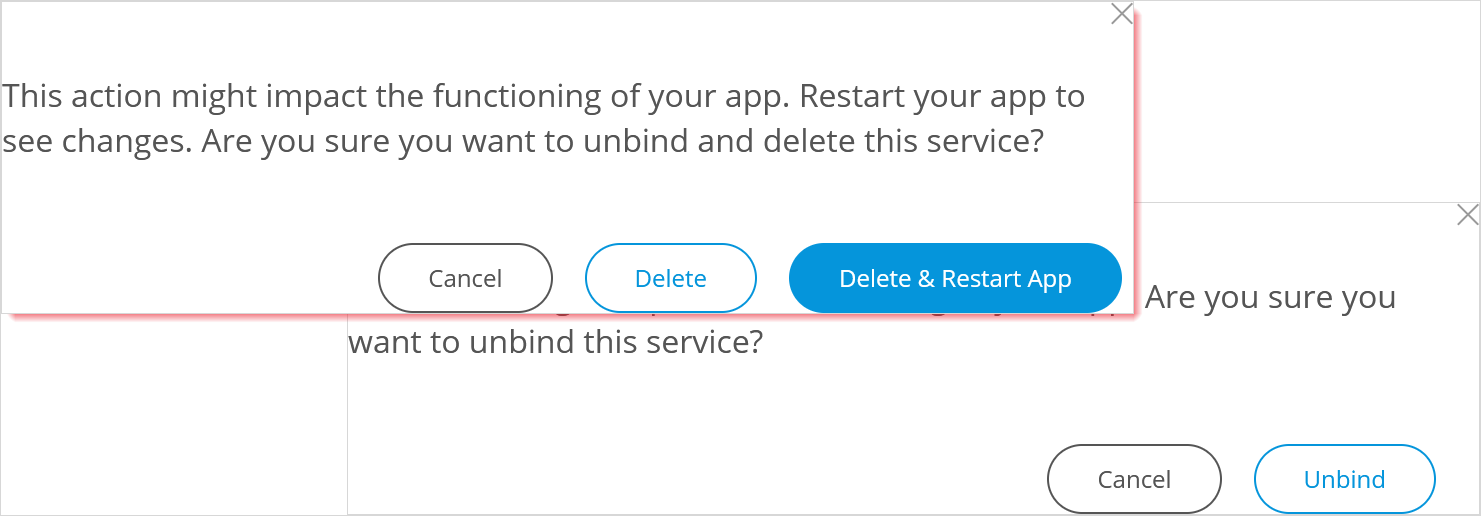 This action might impact the functioning of your app. Restart your app to
see changes. Are you sure you want to unbind and delete this service?
Cancel
Delete
Delete & Restart App
Are you sure you
want to unbind this service?
Cancel
Unbind